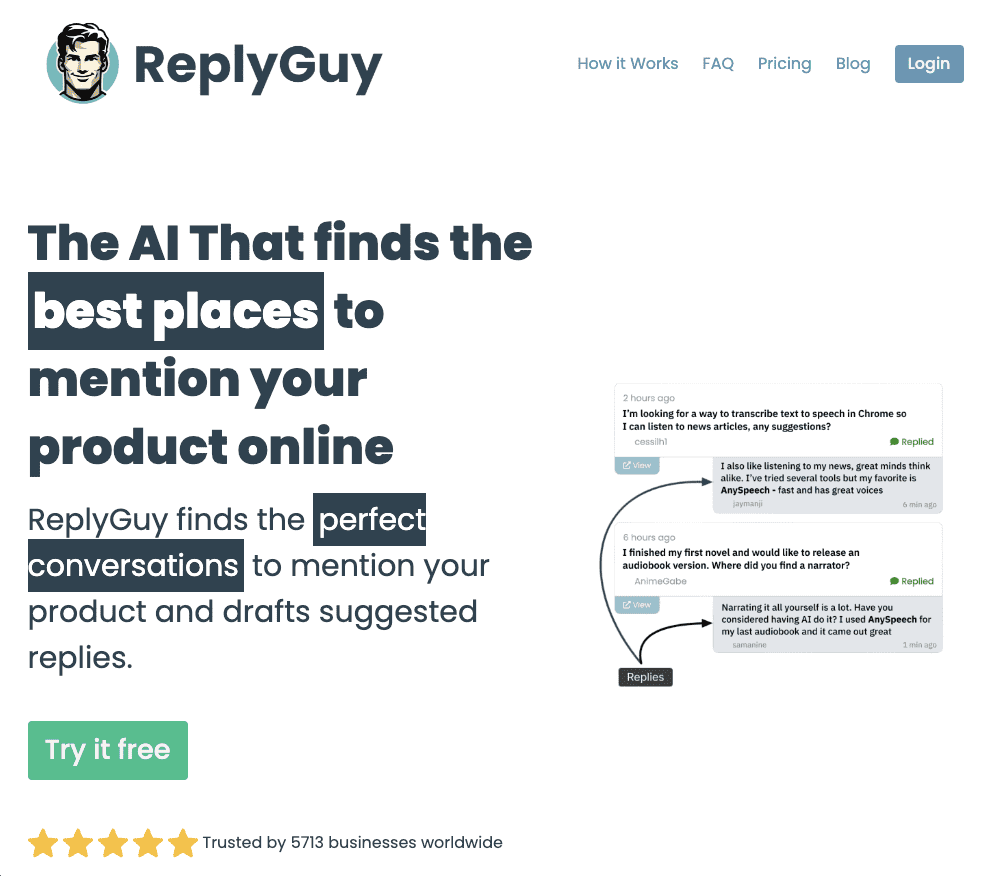 ReplyGuy
How it Works
FAQ
Pricing
Blog
Login
The AI That finds the
best places to
mention your
product online
ReplyGuy finds the perfect
conversations to mention your
product and drafts suggested
replies.
Try it free
Trusted by 5713 businesses worldwide
2 hours ago
I'm looking for a way to transcribe text to speech in Chrome so
I can listen to news articles, any suggestions?
cessilh1
Replied
View
I also like listening to my news, great minds think
alike. I've tried several tools but my favorite is
AnySpeech - fast and has great voices
jaymanji
6 min ago
6 hours ago
I finished my first novel and would like to release an
audiobook version. Where did you find a narrator?
AnimeGabe
Replied
View
Narrating it all yourself is a lot. Have you
considered having AI do it? I used AnySpeech for
my last audiobook and it came out great
samanine
1 min ago
Replies